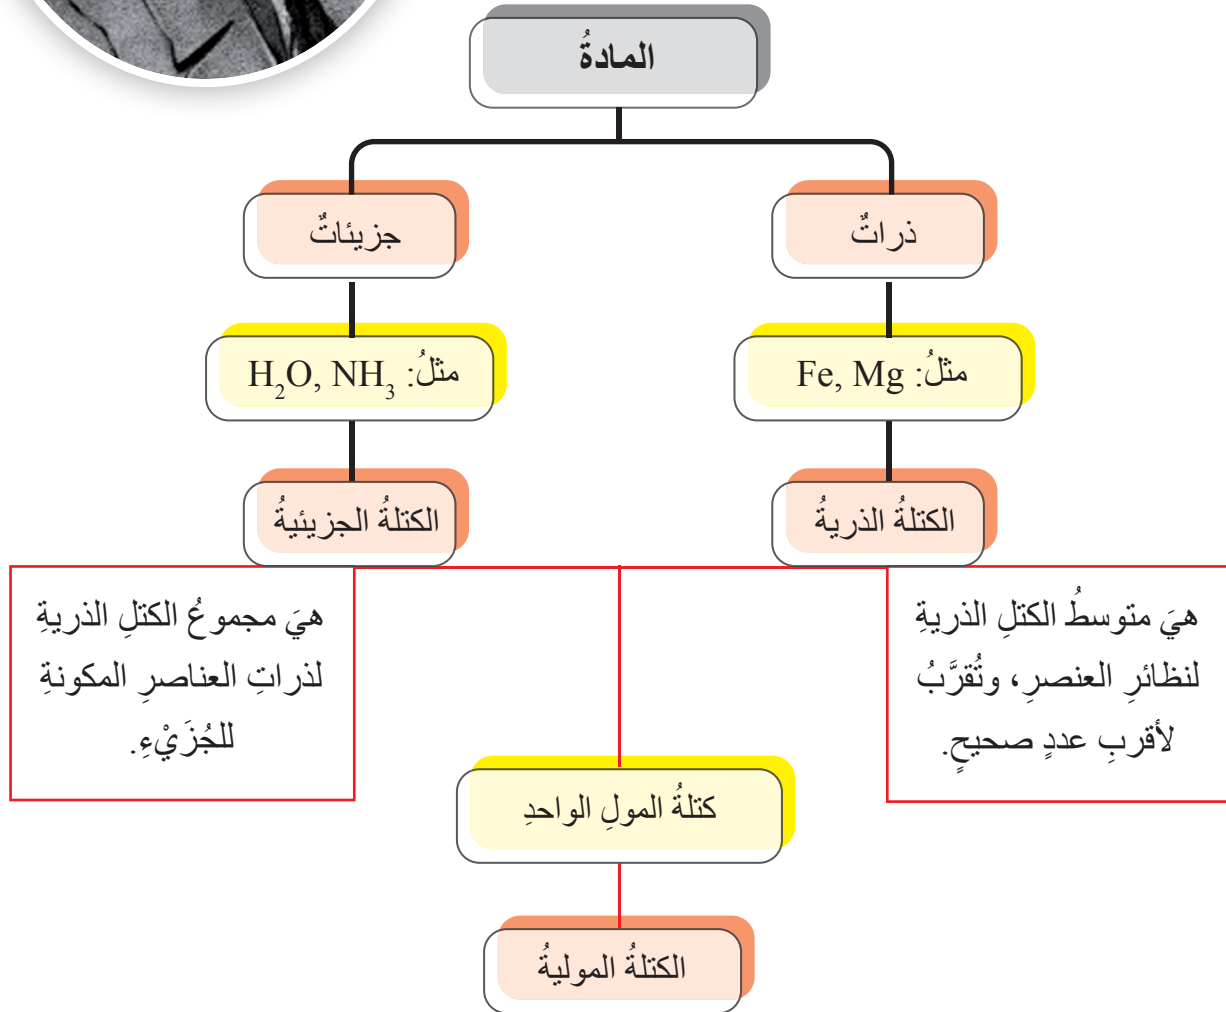 المادةُ
ذراتٌ
جزيئاتٌ
مثلُ: Fe, Mg
مثلُ: H₂O, NH₃
الكتلةُ الذريةُ
الكتلةُ الجزيئيةُ
هيَ متوسطُ الكتلِ الذريةِ
لنظائرِ العنصرِ، وتُقرَّبُ
لأقربِ عددٍ صحيحٍ.
هيَ مجموعُ الكتلِ الذريةِ
لذراتِ العناصرِ المكونةِ
للجُزَيْءِ.
كتلةُ المولِ الواحدِ
الكتلةُ الموليةُ